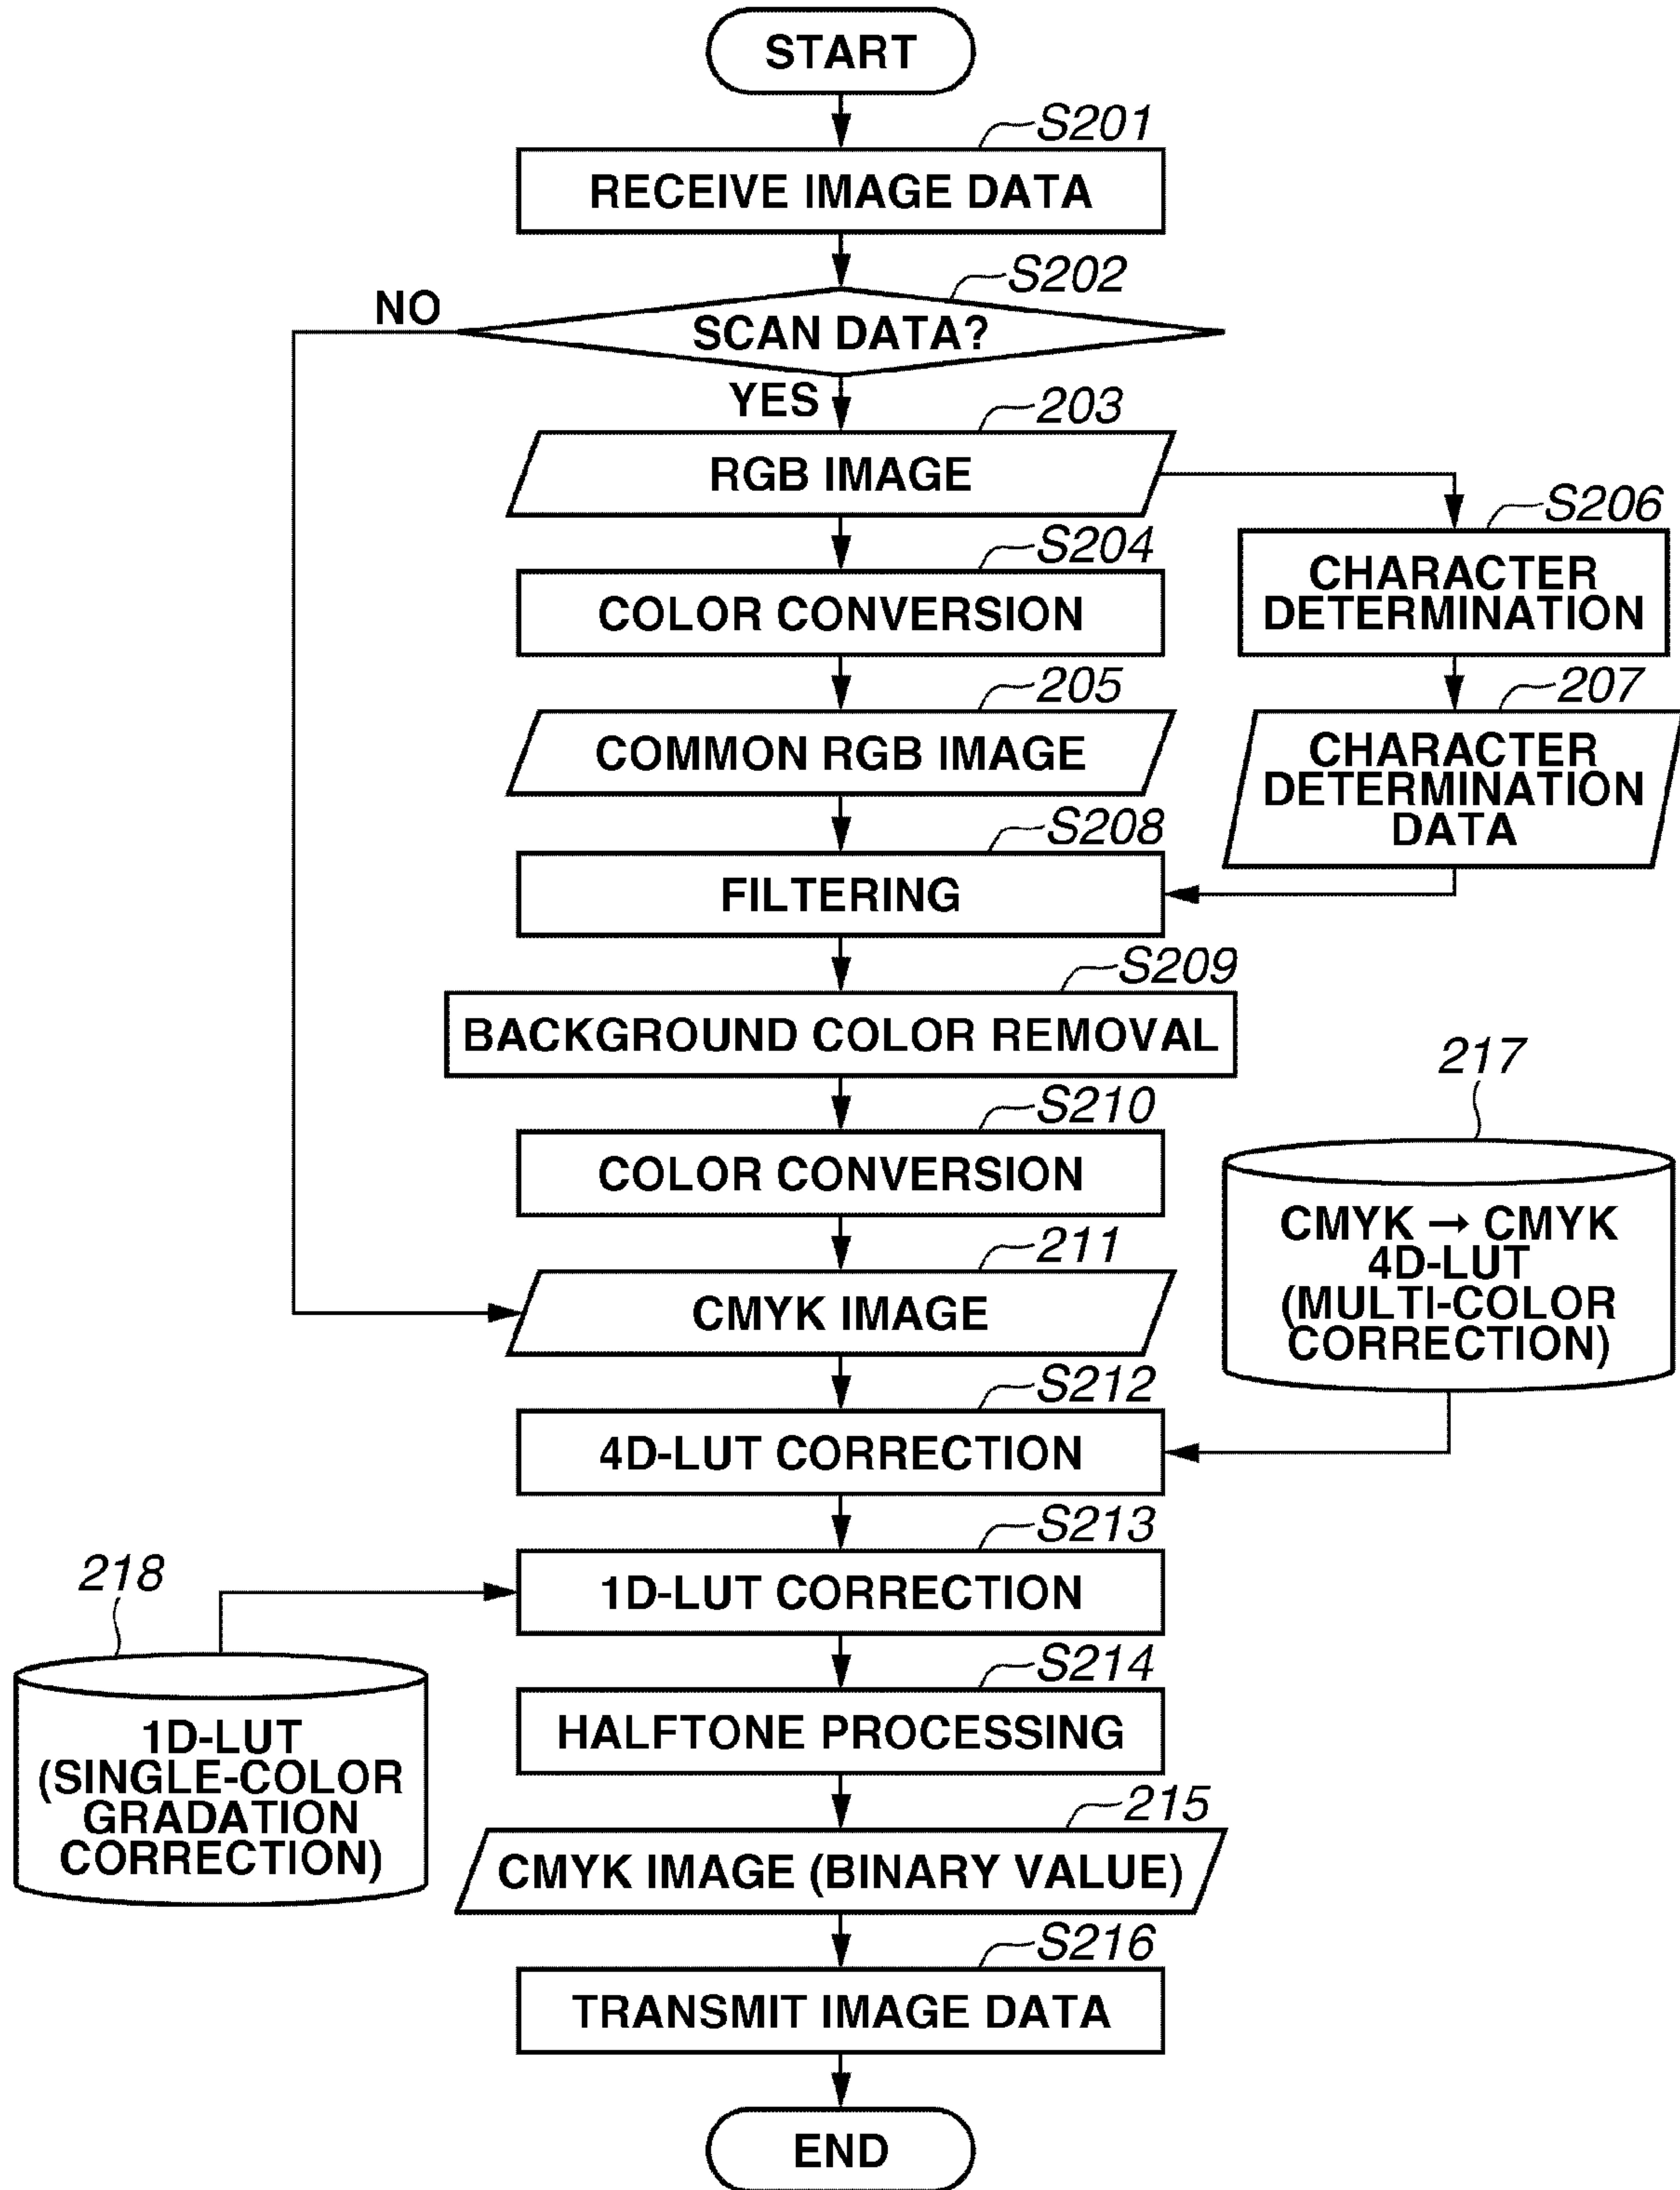 START
S201
RECEIVE IMAGE DATA
S202
NO
SCAN DATA?
YES
203
RGB IMAGE
S204
COLOR CONVERSION
S206
CHARACTER
DETERMINATION
205
COMMON RGB IMAGE
207
CHARACTER
DETERMINATION
DATA
S208
FILTERING
S209
BACKGROUND COLOR REMOVAL
S210
COLOR CONVERSION
211
CMYK IMAGE
217
CMYK → CMYK
4D-LUT
(MULTI-COLOR
CORRECTION)
S212
4D-LUT CORRECTION
S213
1D-LUT CORRECTION
218
1D-LUT
(SINGLE-COLOR
GRADATION
CORRECTION)
S214
HALFTONE PROCESSING
215
CMYK IMAGE (BINARY VALUE)
S216
TRANSMIT IMAGE DATA
END